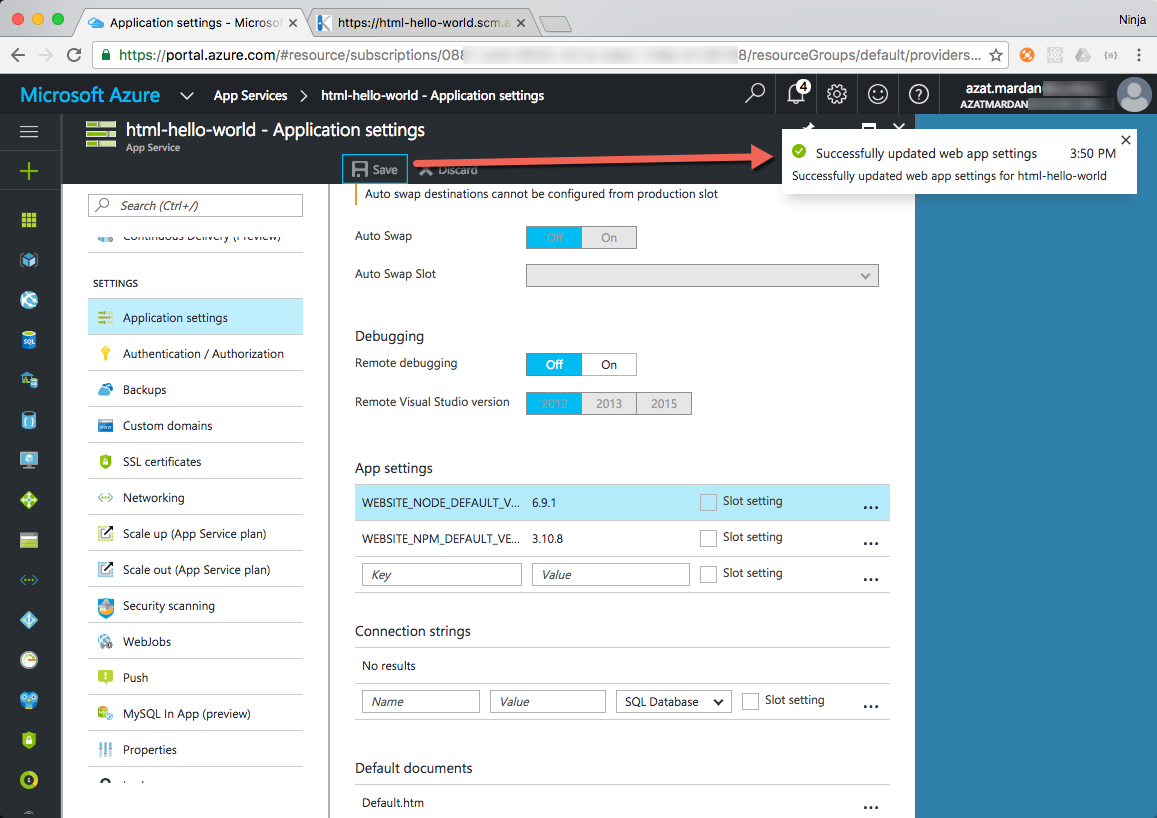 Application settings - Microsof
https://html-hello-world.scm.a
Ninja
https://portal.azure.com/#resource/subscriptions/088 8/resourceGroups/default/providers...
Microsoft Azure
App Services
html-hello-world - Application settings
4
azat.mardan
AZATMARDAN
html-hello-world - Application settings
App Service
Save
Discard
Successfully updated web app settings 3:50 PM
Successfully updated web app settings for html-hello-world
Search (Ctrl+/)
Continuous Delivery (Preview)
SETTINGS
Application settings
Authentication / Authorization
Backups
Custom domains
SSL certificates
Networking
Scale up (App Service plan)
Scale out (App Service plan)
Security scanning
WebJobs
Push
MySQL In App (preview)
Properties
Auto swap destinations cannot be configured from production slot
Auto Swap Off On
Auto Swap Slot
Debugging
Remote debugging Off On
Remote Visual Studio version 2012 2013 2015
App settings
WEBSITE_NODE_DEFAULT_V... 6.9.1 Slot setting ...
WEBSITE_NPM_DEFAULT_VE... 3.10.8 Slot setting ...
Key Value Slot setting ...
Connection strings
No results
Name Value SQL Database Slot setting ...
Default documents
Default.htm ...